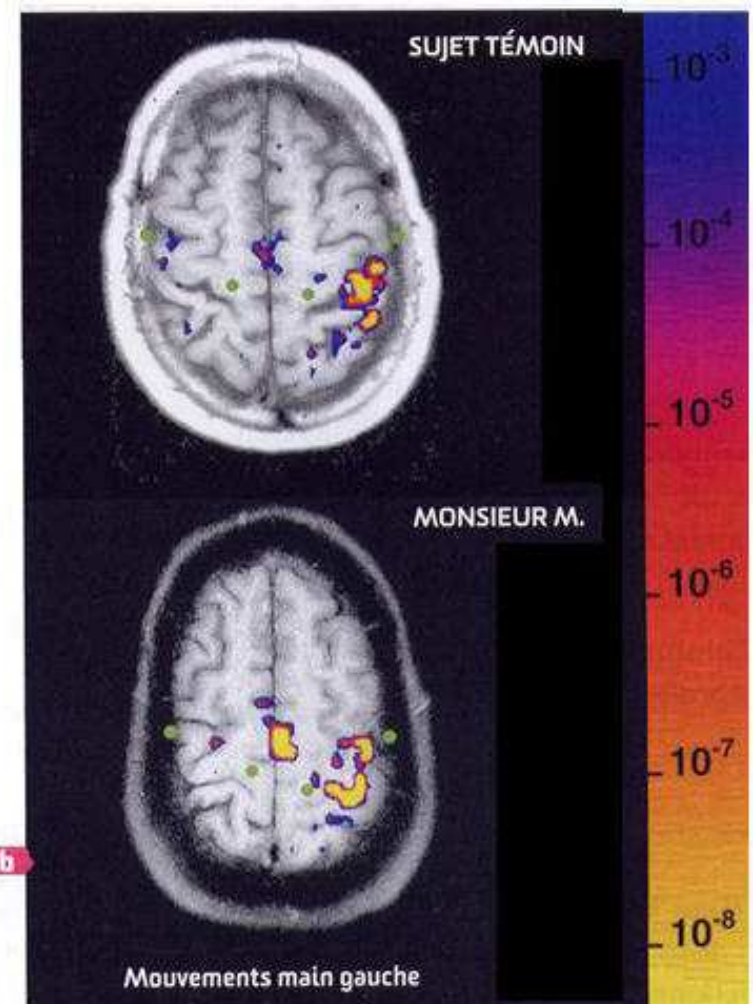 SUJET TÉMOIN
10-3
10-4
10-5
MONSIEUR M.
10-6
10-7
b
10-8
Mouvements main gauche